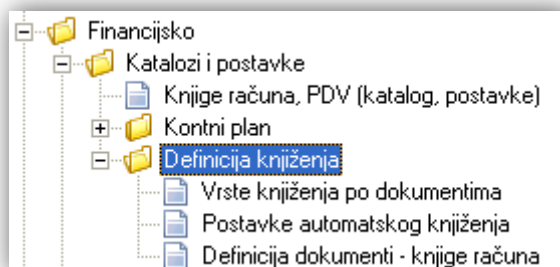 Financijsko
Katalozi i postavke
Knjige računa, PDV (katalog, postavke)
Kontni plan
Definicija knjiženja
Vrste knjiženja po dokumentima
Postavke automatskog knjiženja
Definicija dokumenti - knjige računa